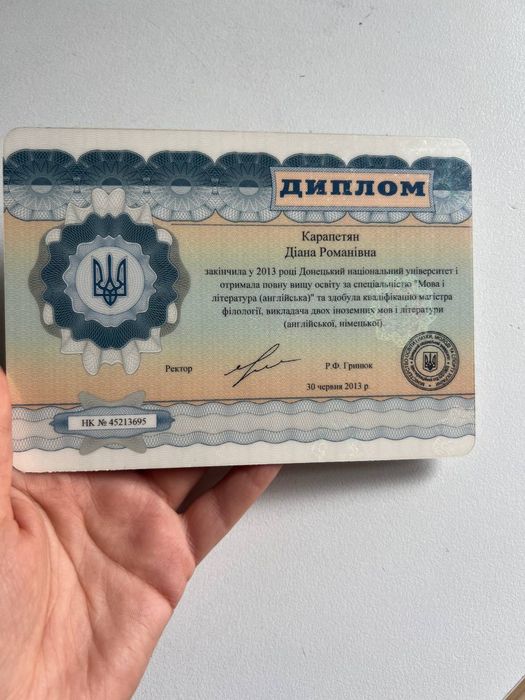 ДИПЛОМ
Карапетян
Діана Романівна
закінчила у 2013 році Донецький національний університет і
отримала повну вищу освіту за спеціальністю "Мова і
література (англійська)" та здобула кваліфікацію магістра
філології, викладача двох іноземних мов і літератури
(англійської, німецької)
Ректор
Р.Ф. Гринюк
30 червня 2013 р
НК № 45213695